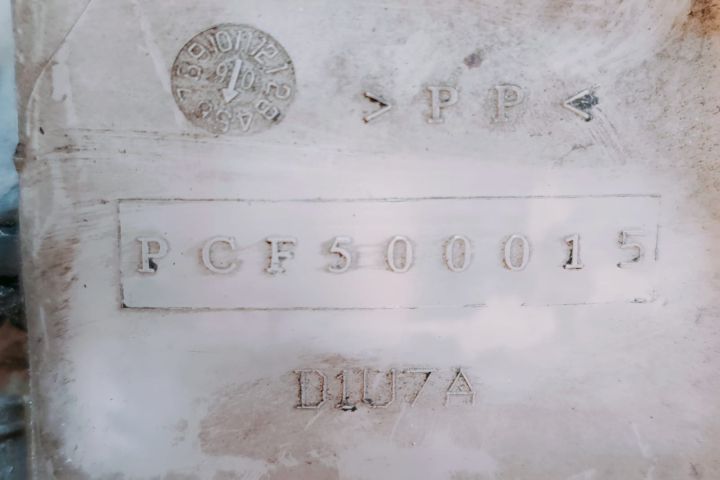 > PP <
PCF500015
D1U7A